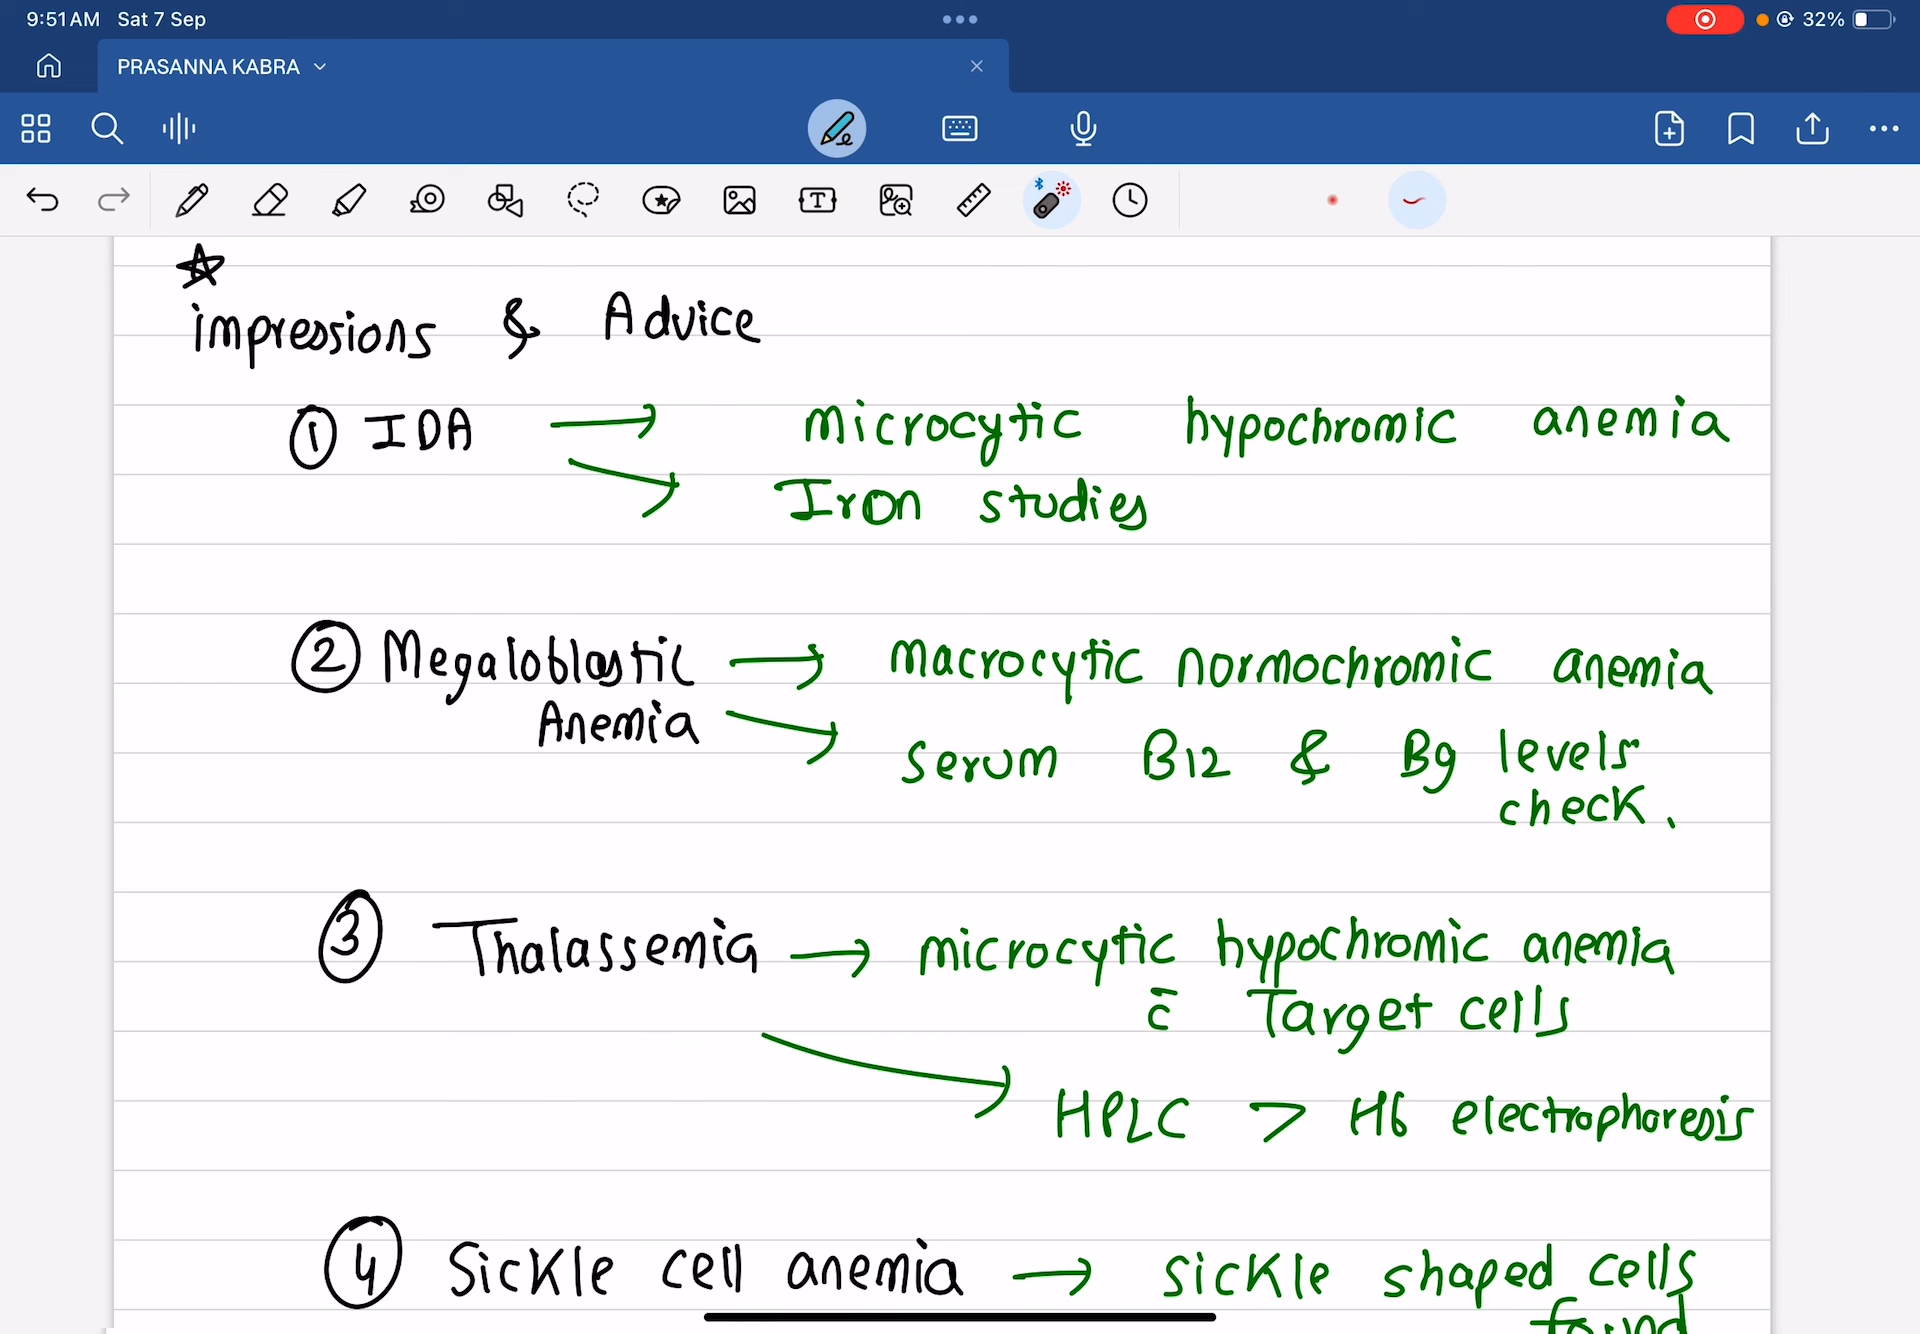 9:51 AM Sat 7 Sep
32%
PRASANNA KABRA
impressions & Advice
① IDA → microcytic hypochromic anemia
→ Iron studies
② Megaloblastic → macrocytic normochromic anemia
Anemia → serum B12 & B9 levels
check.
③ Thalassemia → microcytic hypochromic anemia
c̄ Target cells
→ HPLC > Hb electrophoresis
④ Sickle cell anemia → sickle shaped cells
found